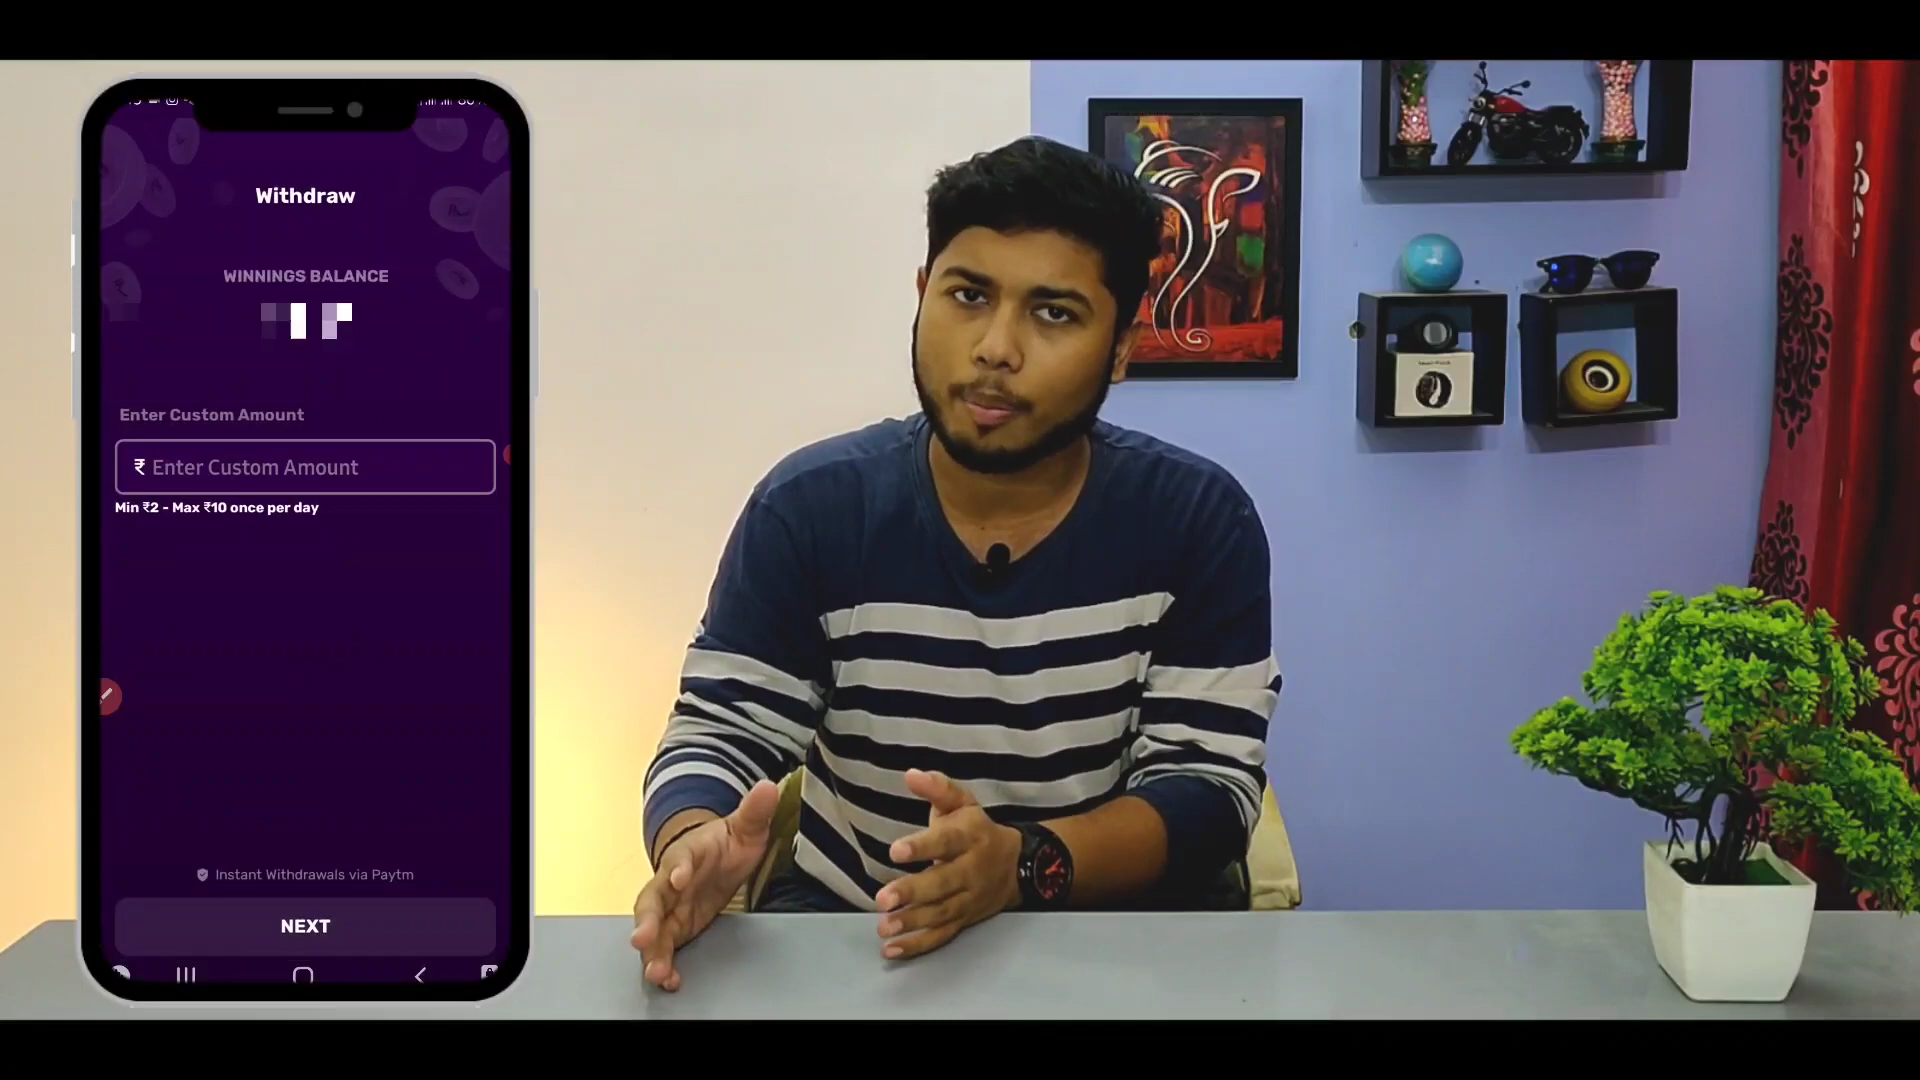 Withdraw
WINNINGS BALANCE
Enter Custom Amount
₹ Enter Custom Amount
Min ₹2 - Max ₹10 once per day
Instant Withdrawals via Paytm
NEXT